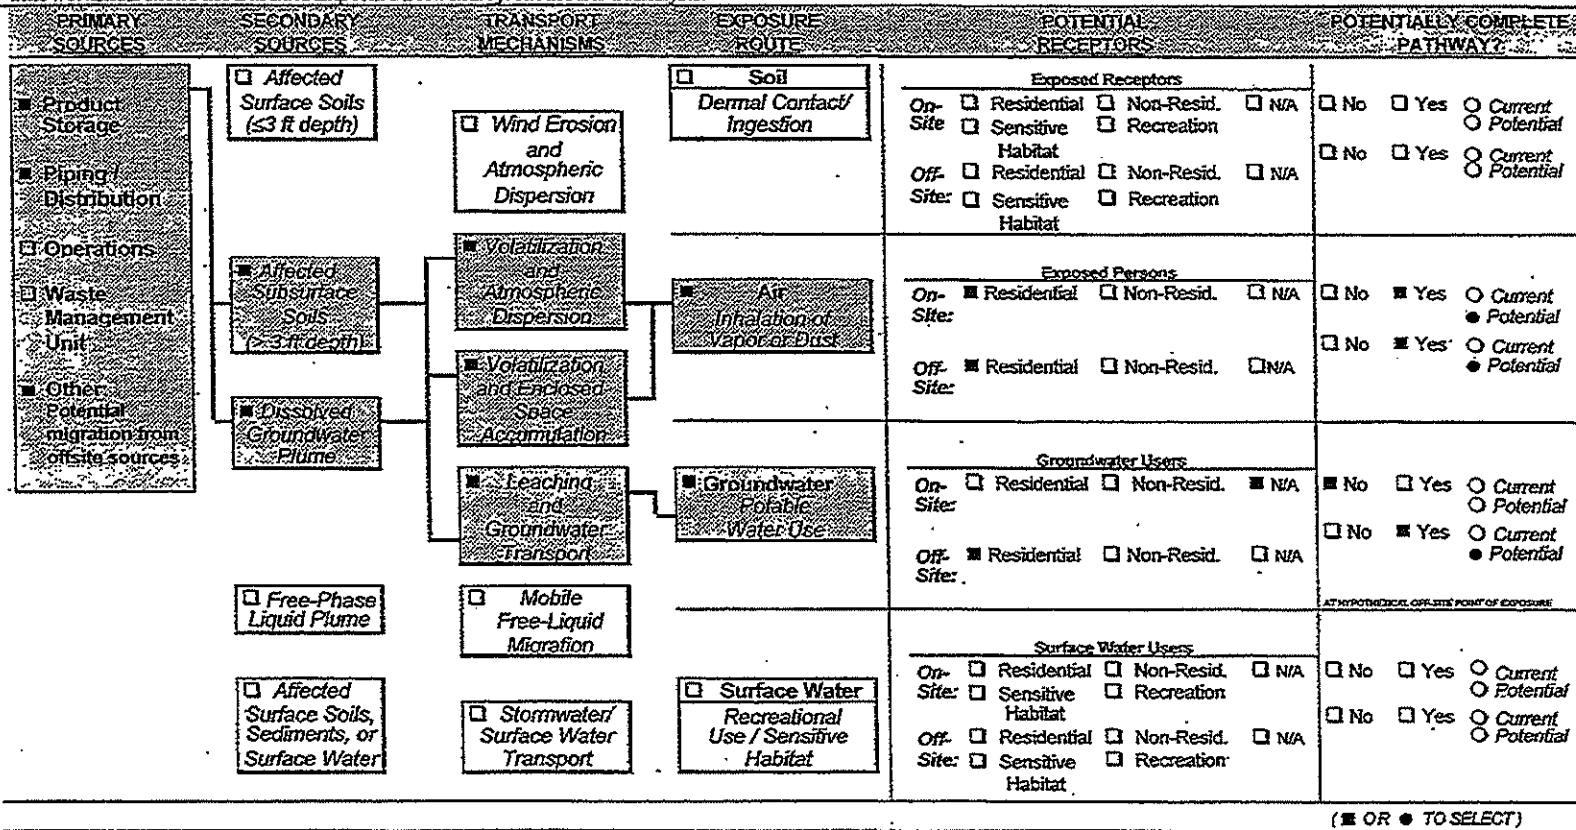 PRIMARY SOURCES
SECONDARY SOURCES
TRANSPORT MECHANISMS
EXPOSURE ROUTE
POTENTIAL RECEPTORS
POTENTIALLY COMPLETE PATHWAY?
■ Product
Storage
■ Piping /
Distribution
☐ Operations
☐ Waste
Management
Unit
■ Other
Potential
migration from
offsite sources
☐ Affected
Surface Soils
(≤3 ft depth)
■ Affected
Subsurface
Soils
(> 3 ft depth)
■ Dissolved
Groundwater
Plume
☐ Free-Phase
Liquid Plume
☐ Affected
Surface Soils,
Sediments, or
Surface Water
☐ Wind Erosion
and
Atmospheric
Dispersion
■ Volatilization
and
Atmospheric
Dispersion
■ Volatilization
and Enclosed
Space
Accumulation
■ Leaching
and
Groundwater
Transport
☐ Mobile
Free-Liquid
Migration
☐ Stormwater/
Surface Water
Transport
☐ Soil
Dermal Contact/
Ingestion
■ Air
Inhalation of
Vapor or Dust
■ Groundwater
Potable
Water Use
☐ Surface Water
Recreational
Use / Sensitive
Habitat
Exposed Receptors
On- ☐ Residential ☐ Non-Resid. ☐ N/A
Site ☐ Sensitive ☐ Recreation
Habitat
Off- ☐ Residential ☐ Non-Resid. ☐ N/A
Site: ☐ Sensitive ☐ Recreation
Habitat
☐ No ☐ Yes ○ Current
○ Potential
☐ No ☐ Yes ○ Current
○ Potential
Exposed Persons
On- ■ Residential ☐ Non-Resid. ☐ N/A
Site:
Off- ■ Residential ☐ Non-Resid. ☐ N/A
Site:
☐ No ■ Yes ○ Current
● Potential
☐ No ■ Yes ○ Current
● Potential
Groundwater Users
On- ☐ Residential ☐ Non-Resid. ■ N/A
Site:
Off- ■ Residential ☐ Non-Resid. ☐ N/A
Site:
■ No ☐ Yes ○ Current
○ Potential
☐ No ■ Yes ○ Current
● Potential
AT HYPOTHETICAL OFF-SITE POINT OF EXPOSURE
Surface Water Users
On- ☐ Residential ☐ Non-Resid. ☐ N/A
Site: ☐ Sensitive ☐ Recreation
Habitat
Off- ☐ Residential ☐ Non-Resid. ☐ N/A
Site: ☐ Sensitive ☐ Recreation
Habitat
☐ No ☐ Yes ○ Current
○ Potential
☐ No ☐ Yes ○ Current
○ Potential
(■ OR ● TO SELECT)